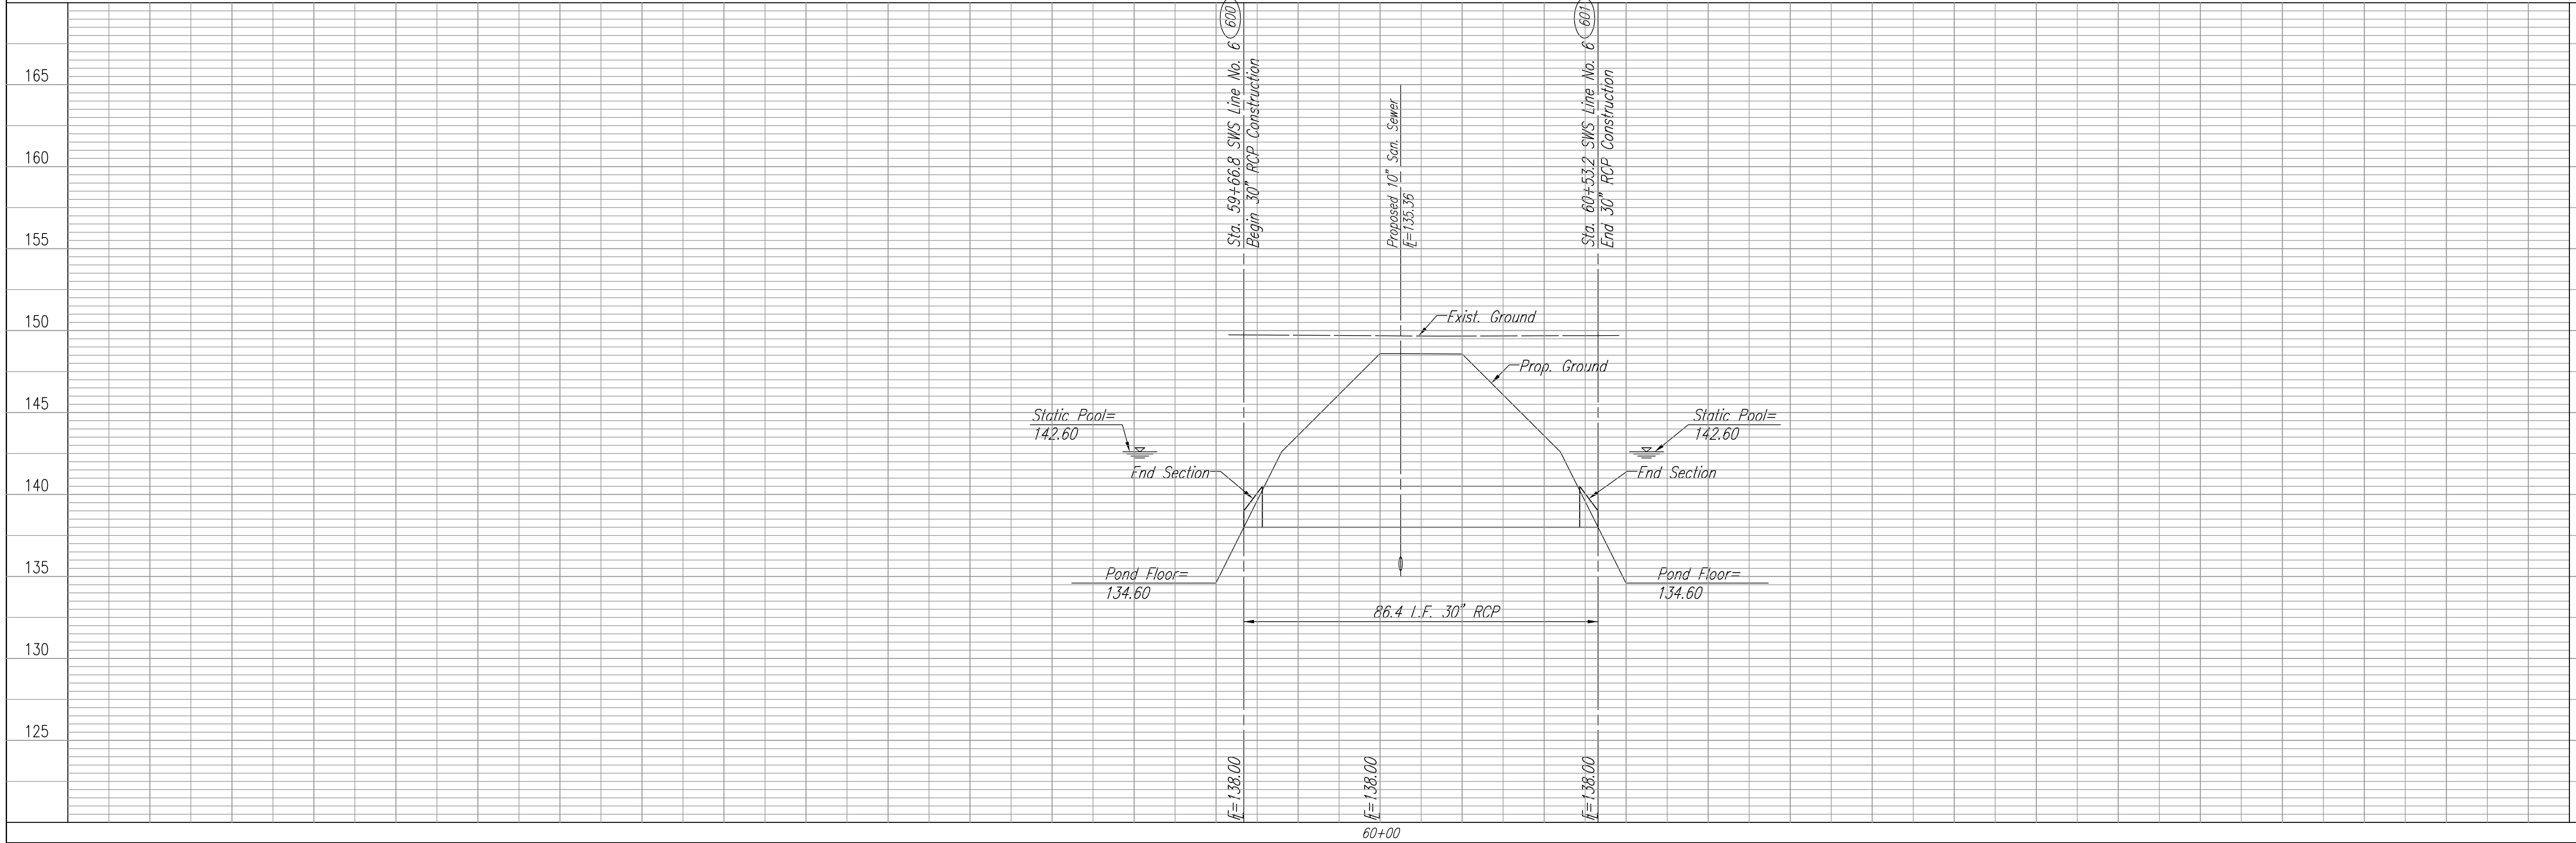 600
601
Sta. 59+66.8 SWS Line No. 6
Begin 30" RCP Construction
Proposed 10" San. Sewer
FL=135.36
Sta. 60+53.2 SWS Line No. 6
End 30" RCP Construction
165
160
155
150
145
140
135
130
125
Exist. Ground
Prop. Ground
Static Pool=
142.60
Static Pool=
142.60
End Section
End Section
Pond Floor=
134.60
Pond Floor=
134.60
86.4 L.F. 30" RCP
FL=138.00
FL=138.00
FL=138.00
60+00